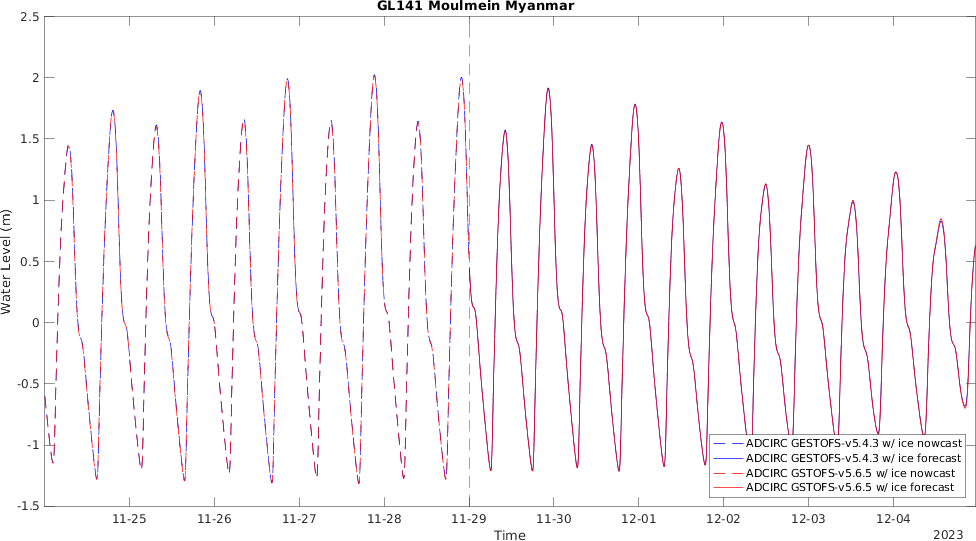 GL141 Moulmein Myanmar
2.5
2
1.5
1
0.5
0
-0.5
-1
-1.5
Water Level (m)
11-25 11-26 11-27 11-28 11-29 11-30 12-01 12-02 12-03 12-04
Time
2023
ADCIRC GESTOFS-v5.4.3 w/ ice nowcast
ADCIRC GESTOFS-v5.4.3 w/ ice forecast
ADCIRC GSTOFS-v5.6.5 w/ ice nowcast
ADCIRC GSTOFS-v5.6.5 w/ ice forecast